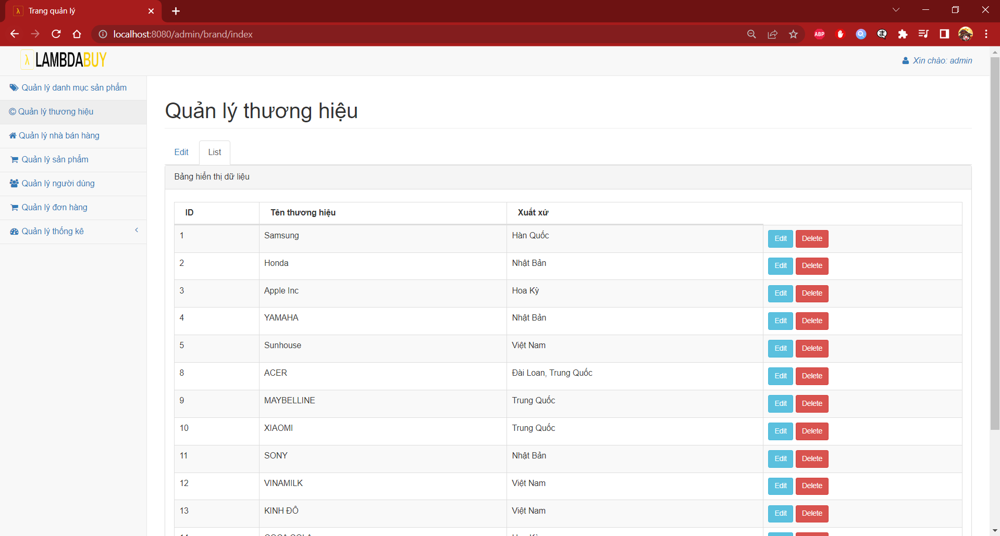 Trang quản lý
localhost:8080/admin/brand/index
ABP
λ LAMBDABUY
Xin chào: admin
Quản lý danh mục sản phẩm
Quản lý thương hiệu
Quản lý nhà bán hàng
Quản lý sản phẩm
Quản lý người dùng
Quản lý đơn hàng
Quản lý thống kê
Quản lý thương hiệu
Edit List
Bảng hiển thị dữ liệu
ID Tên thương hiệu Xuất xứ
1 Samsung Hàn Quốc Edit Delete
2 Honda Nhật Bản Edit Delete
3 Apple Inc Hoa Kỳ Edit Delete
4 YAMAHA Nhật Bản Edit Delete
5 Sunhouse Việt Nam Edit Delete
8 ACER Đài Loan, Trung Quốc Edit Delete
9 MAYBELLINE Trung Quốc Edit Delete
10 XIAOMI Trung Quốc Edit Delete
11 SONY Nhật Bản Edit Delete
12 VINAMILK Việt Nam Edit Delete
13 KINH ĐÔ Việt Nam Edit Delete